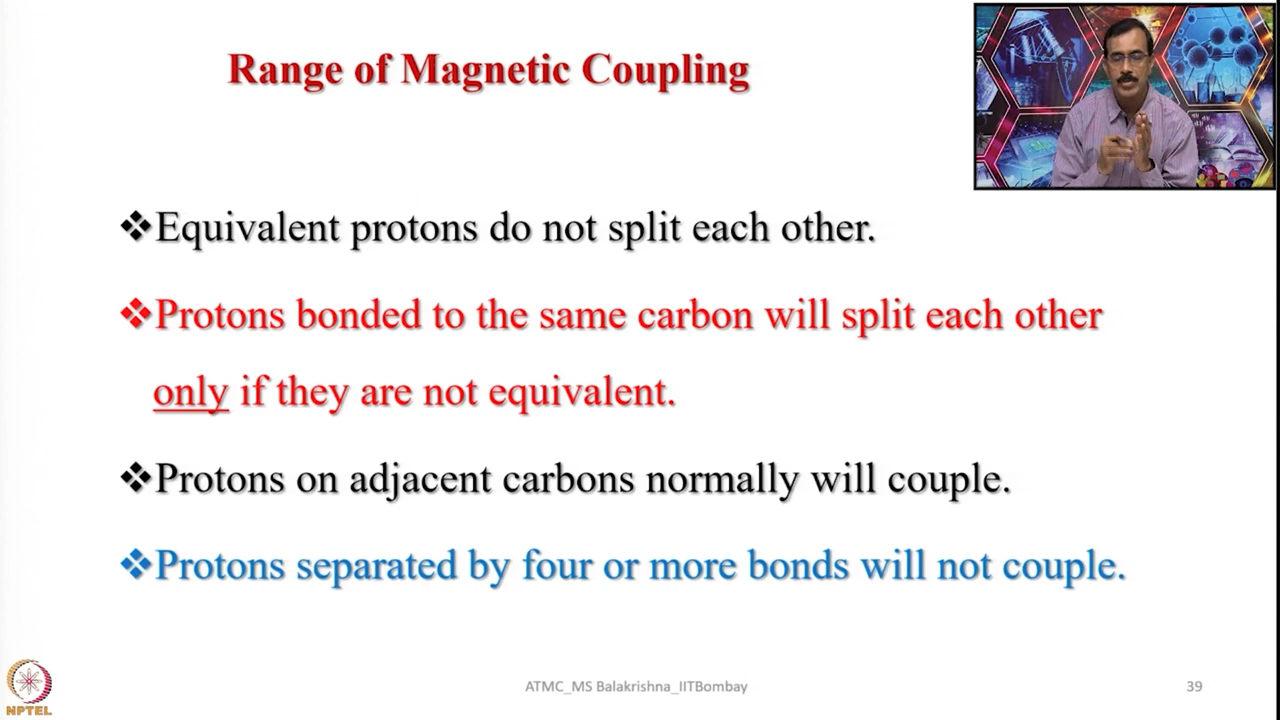 Range of Magnetic Coupling
❖Equivalent protons do not split each other.
❖Protons bonded to the same carbon will split each other
only if they are not equivalent.
❖Protons on adjacent carbons normally will couple.
❖Protons separated by four or more bonds will not couple.
NPTEL
ATMC_MS Balakrishna_IITBombay
39